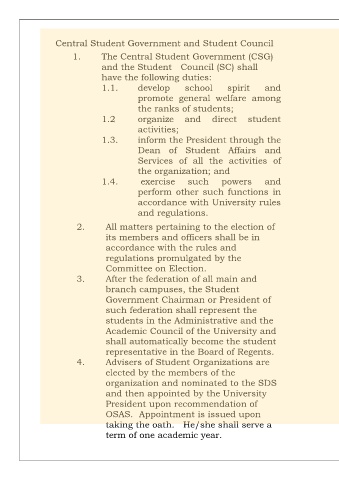 Central Student Government and Student Council
1. The Central Student Government (CSG)
and the Student Council (SC) shall
have the following duties:
1.1. develop school spirit and
promote general welfare among
the ranks of students;
1.2 organize and direct student
activities;
1.3. inform the President through the
Dean of Student Affairs and
Services of all the activities of
the organization; and
1.4. exercise such powers and
perform other such functions in
accordance with University rules
and regulations.
2. All matters pertaining to the election of
its members and officers shall be in
accordance with the rules and
regulations promulgated by the
Committee on Election.
3. After the federation of all main and
branch campuses, the Student
Government Chairman or President of
such federation shall represent the
students in the Administrative and the
Academic Council of the University and
shall automatically become the student
representative in the Board of Regents.
4. Advisers of Student Organizations are
elected by the members of the
organization and nominated to the SDS
and then appointed by the University
President upon recommendation of
OSAS. Appointment is issued upon
taking the oath. He/she shall serve a
term of one academic year.